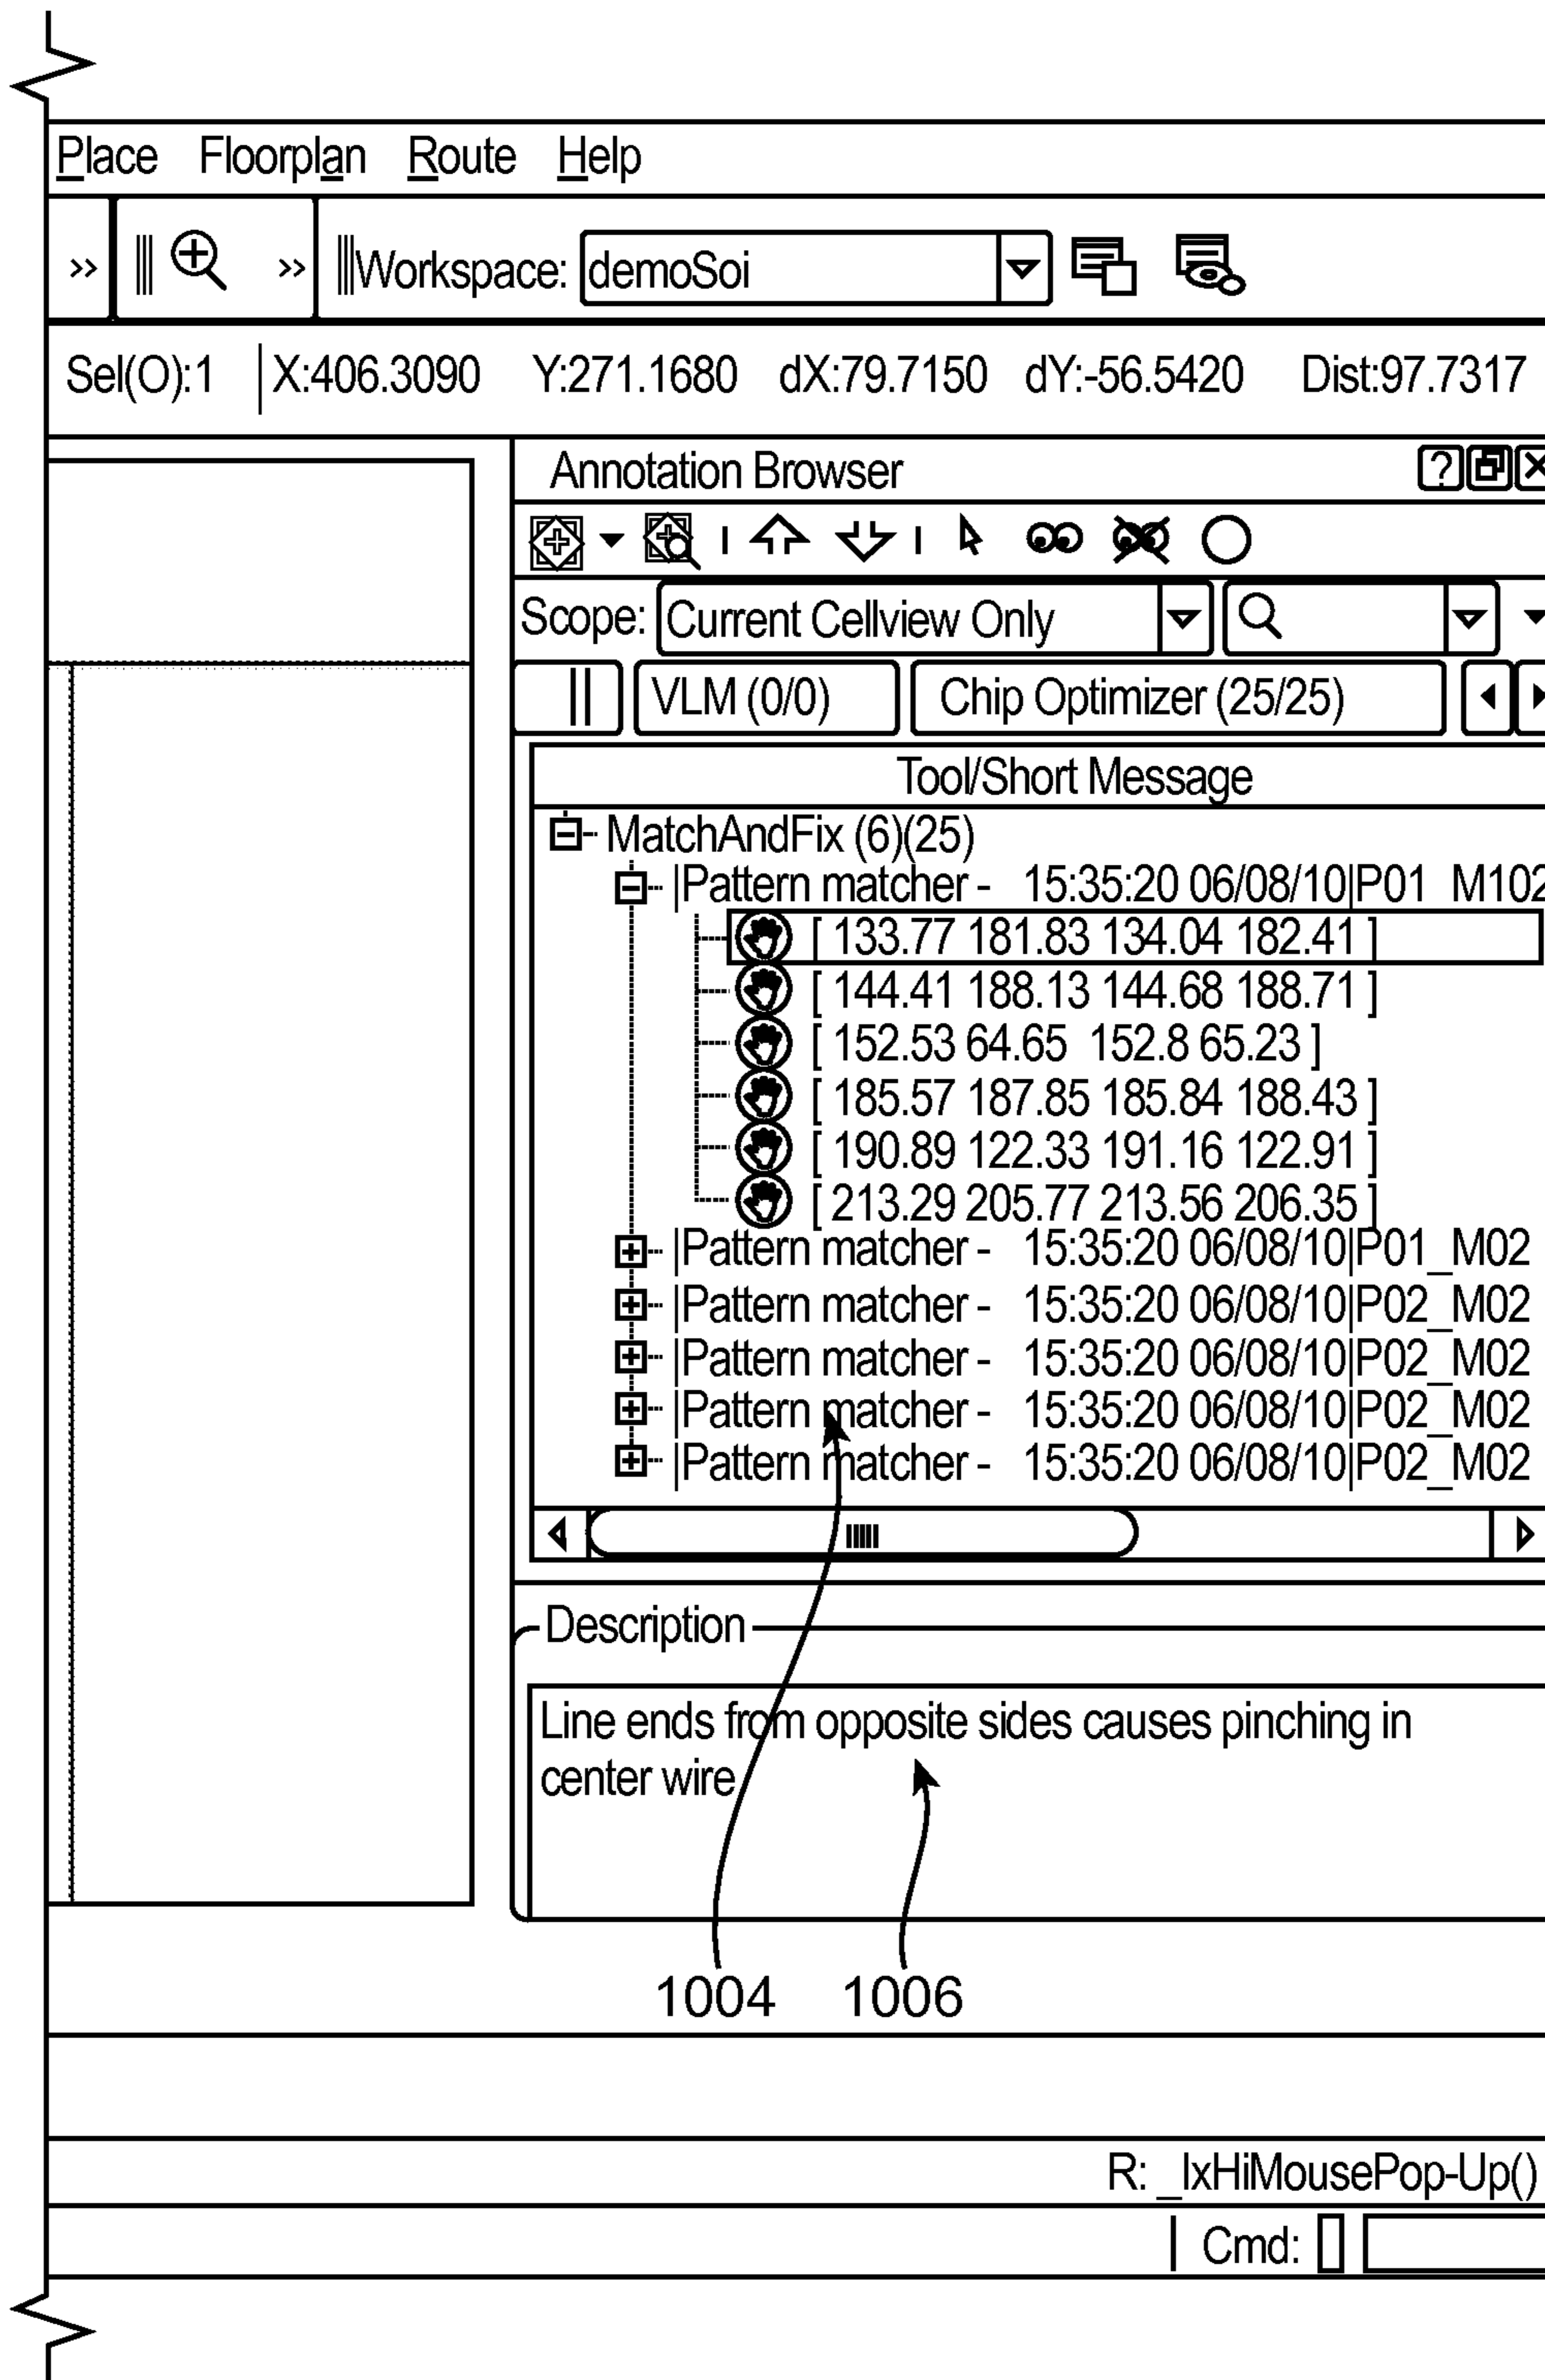 Place Floorplan Route Help
>> >> Workspace: demoSoi
Sel(O):1 X:406.3090 Y:271.1680 dX:79.7150 dY:-56.5420 Dist:97.7317
Annotation Browser ?
Scope: Current Cellview Only
VLM (0/0) Chip Optimizer (25/25)
Tool/Short Message
MatchAndFix (6)(25)
|Pattern matcher - 15:35:20 06/08/10|P01 M102
[ 133.77 181.83 134.04 182.41 ]
[ 144.41 188.13 144.68 188.71 ]
[ 152.53 64.65 152.8 65.23 ]
[ 185.57 187.85 185.84 188.43 ]
[ 190.89 122.33 191.16 122.91 ]
[ 213.29 205.77 213.56 206.35 ]
|Pattern matcher - 15:35:20 06/08/10|P01_M02
|Pattern matcher - 15:35:20 06/08/10|P02_M02
|Pattern matcher - 15:35:20 06/08/10|P02_M02
|Pattern matcher - 15:35:20 06/08/10|P02_M02
|Pattern matcher - 15:35:20 06/08/10|P02_M02
Description
Line ends from opposite sides causes pinching in
center wire
1004 1006
R: _lxHiMousePop-Up()
Cmd: